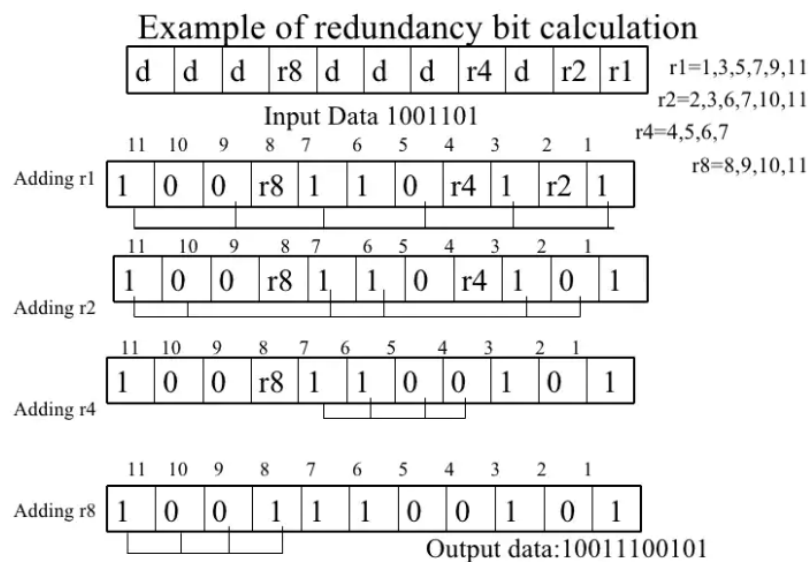 Example of redundancy bit calculation
d d d r8 d d d r4 d r2 r1
r1=1,3,5,7,9,11
r2=2,3,6,7,10,11
Input Data 1001101
r4=4,5,6,7
11 10 9 8 7 6 5 4 3 2 1
r8=8,9,10,11
Adding r1 1 0 0 r8 1 1 0 r4 1 r2 1
11 10 9 8 7 6 5 4 3 2 1
Adding r2 1 0 0 r8 1 1 0 r4 1 0 1
11 10 9 8 7 6 5 4 3 2 1
Adding r4 1 0 0 r8 1 1 0 0 1 0 1
11 10 9 8 7 6 5 4 3 2 1
Adding r8 1 0 0 1 1 1 0 0 1 0 1
Output data:10011100101